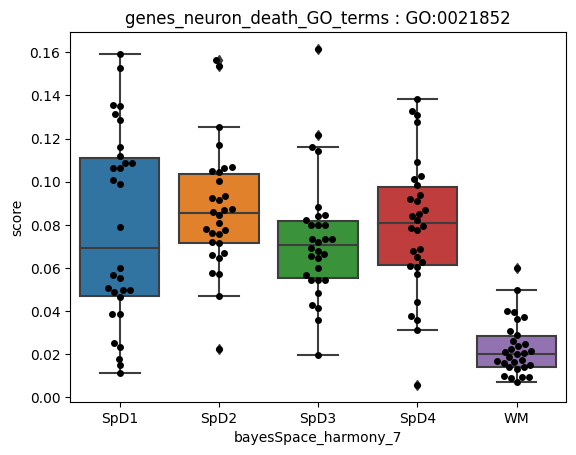 genes_neuron_death_GO_terms : GO:0021852
0.16
0.14
0.12
0.10
0.08
0.06
0.04
0.02
0.00
score
SpD1 SpD2 SpD3 SpD4 WM
bayesSpace_harmony_7